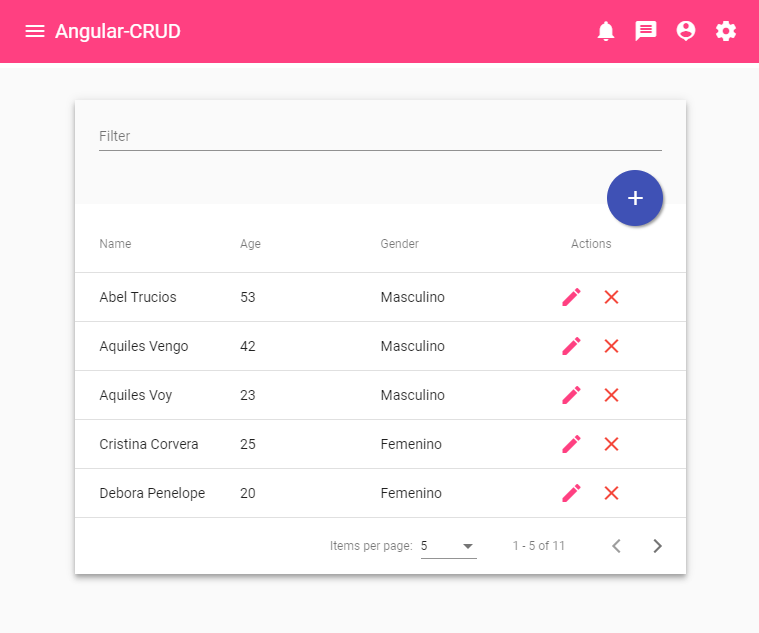 Angular-CRUD
Filter
+
Name Age Gender Actions
Abel Trucios 53 Masculino
Aquiles Vengo 42 Masculino
Aquiles Voy 23 Masculino
Cristina Corvera 25 Femenino
Debora Penelope 20 Femenino
Items per page: 5 1 - 5 of 11